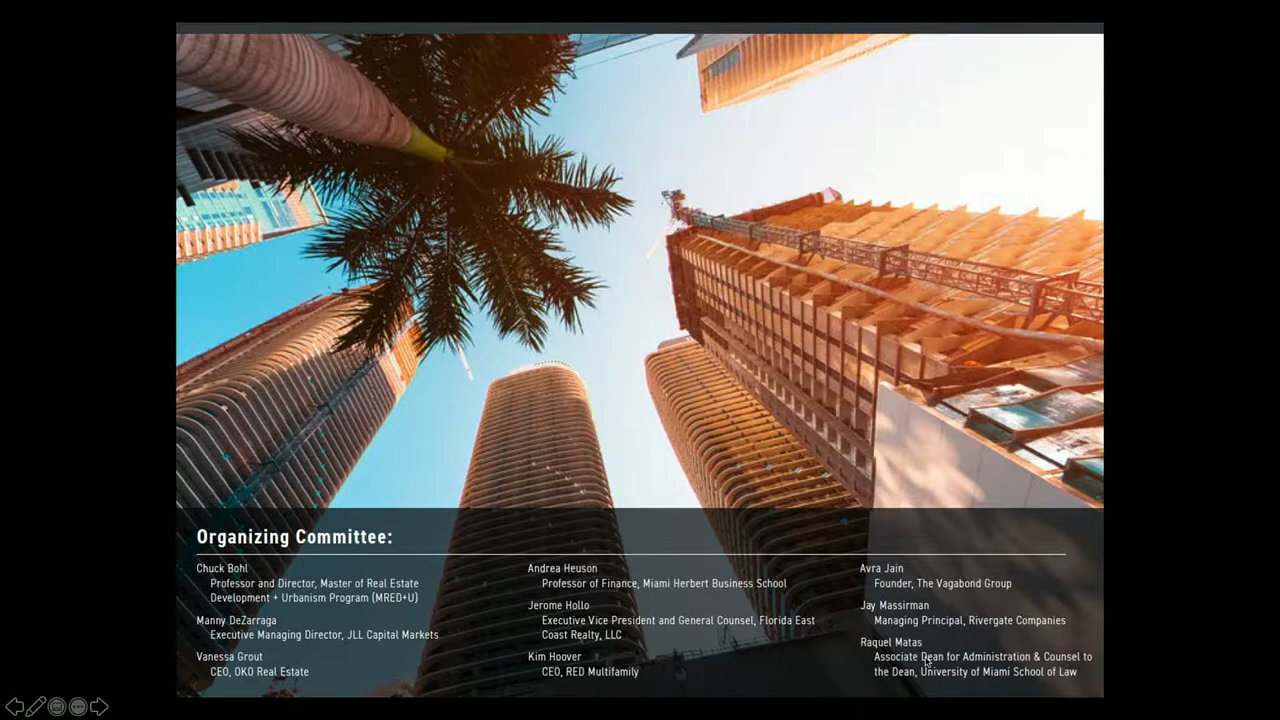 Organizing Committee:
Chuck Bohl
Professor and Director, Master of Real Estate
Development + Urbanism Program (MRED+U)
Manny DeZarraga
Executive Managing Director, JLL Capital Markets
Vanessa Grout
CEO, OKO Real Estate
Andrea Heuson
Professor of Finance, Miami Herbert Business School
Jerome Hollo
Executive Vice President and General Counsel, Florida East
Coast Realty, LLC
Kim Hoover
CEO, RED Multifamily
Avra Jain
Founder, The Vagabond Group
Jay Massirman
Managing Principal, Rivergate Companies
Raquel Matas
Associate Dean for Administration & Counsel to
the Dean, University of Miami School of Law